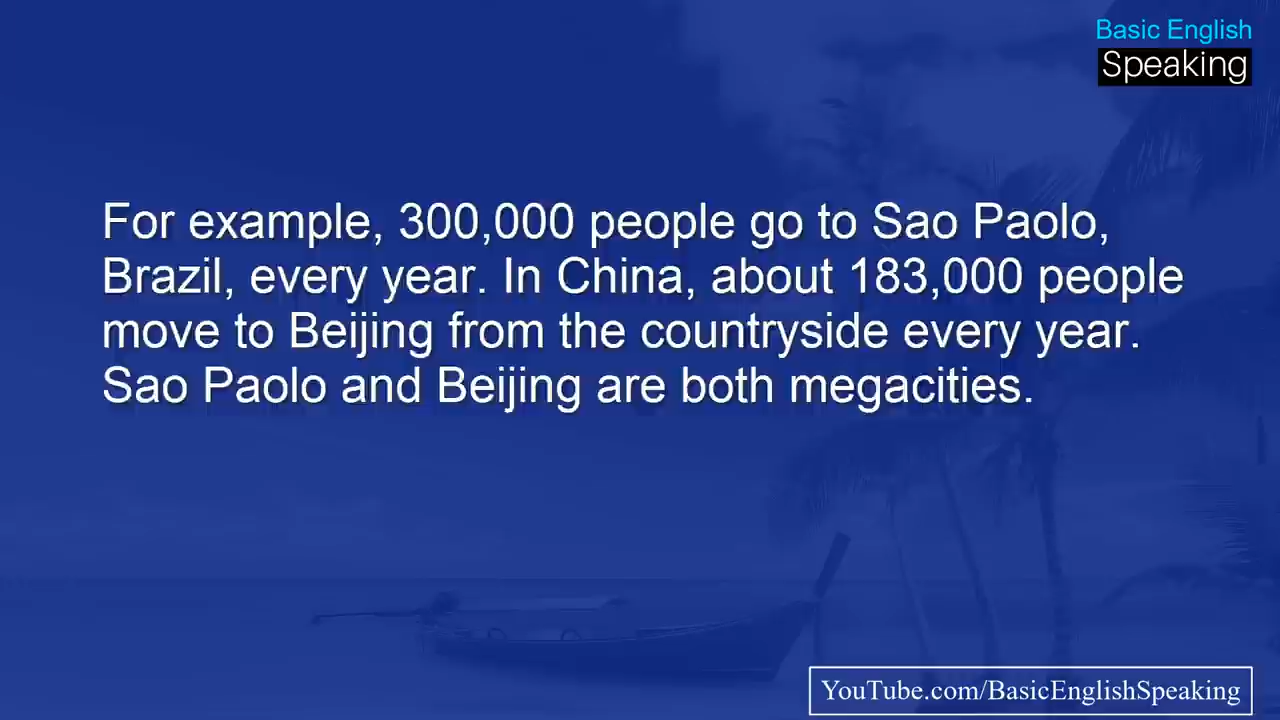 Basic English
Speaking
For example, 300,000 people go to Sao Paolo,
Brazil, every year. In China, about 183,000 people
move to Beijing from the countryside every year.
Sao Paolo and Beijing are both megacities.
YouTube.com/BasicEnglishSpeaking